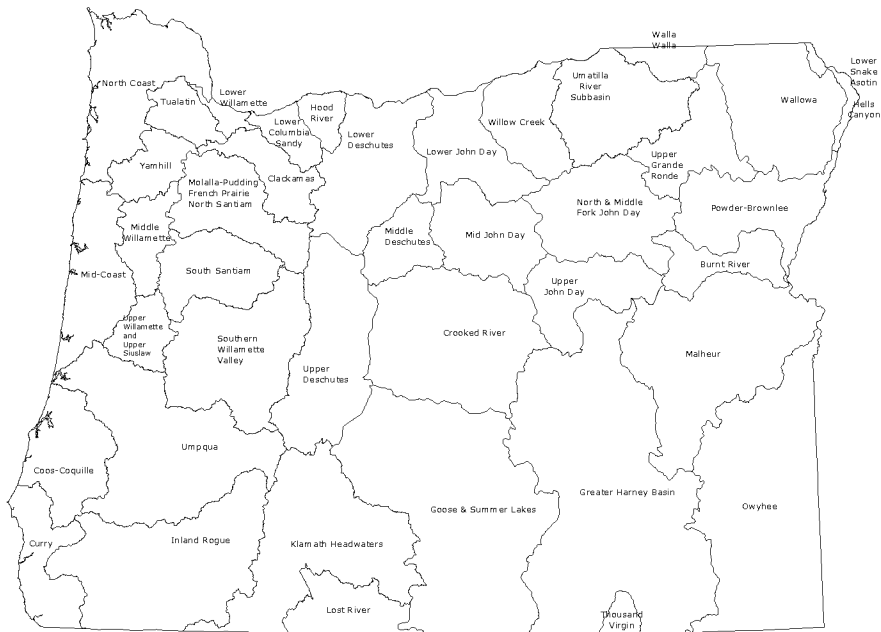 Walla
Walla
Lower
Snake
Asotin
Hells
Canyon
North Coast
Tualatin
Lower
Willamette
Hood
River
Lower
Columbia
Sandy
Lower
Deschutes
Willow Creek
Umatilla
River
Subbasin
Wallowa
Lower John Day
Upper
Grande
Ronde
Yamhill
Molalla-Pudding
French Prairie
North Santiam
Clackamas
Middle
Willamette
Middle
Deschutes
Mid John Day
North & Middle
Fork John Day
Powder-Brownlee
Mid-Coast
South Santiam
Burnt River
Upper
John Day
Upper
Willamette
and
Upper
Siuslaw
Southern
Willamette
Valley
Crooked River
Malheur
Upper
Deschutes
Umpqua
Coos-Coquille
Goose & Summer Lakes
Greater Harney Basin
Owyhee
Curry
Inland Rogue
Klamath Headwaters
Lost River
Thousand
Virgin